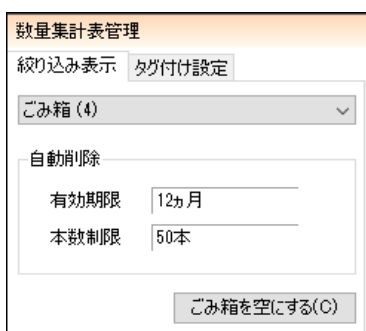 数量集計表管理
絞り込み表示 タグ付け設定
ごみ箱 (4)
自動削除
有効期限 12ヵ月
本数制限 50本
ごみ箱を空にする(C)